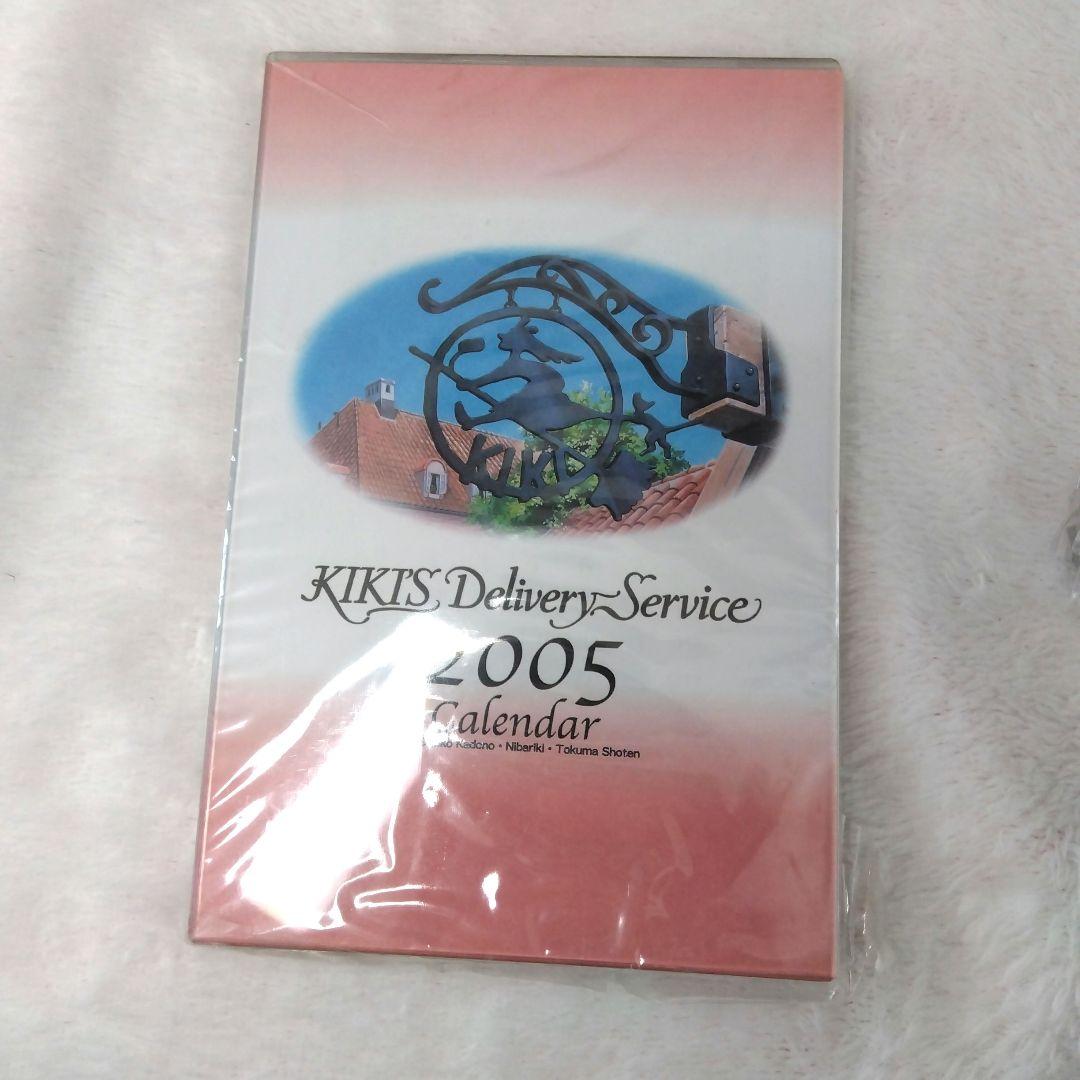 KIKI
KIKI'S Delivery Service
2005
Calendar
Kadono・Nibariki・Tokuma Shoten